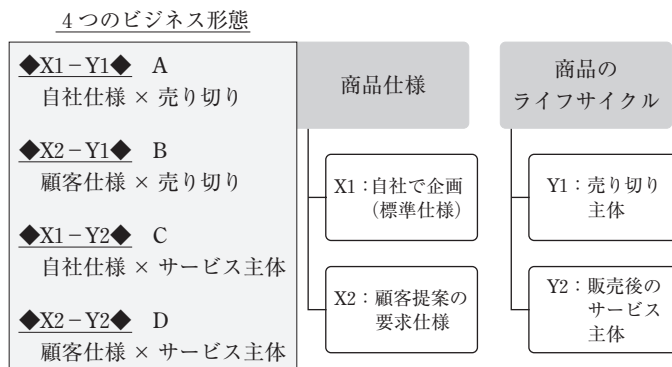 4つのビジネス形態
◆X1－Y1◆ A
自社仕様 × 売り切り
◆X2－Y1◆ B
顧客仕様 × 売り切り
◆X1－Y2◆ C
自社仕様 × サービス主体
◆X2－Y2◆ D
顧客仕様 × サービス主体
商品仕様
X1：自社で企画
（標準仕様）
X2：顧客提案の
要求仕様
商品の
ライフサイクル
Y1：売り切り
主体
Y2：販売後の
サービス
主体